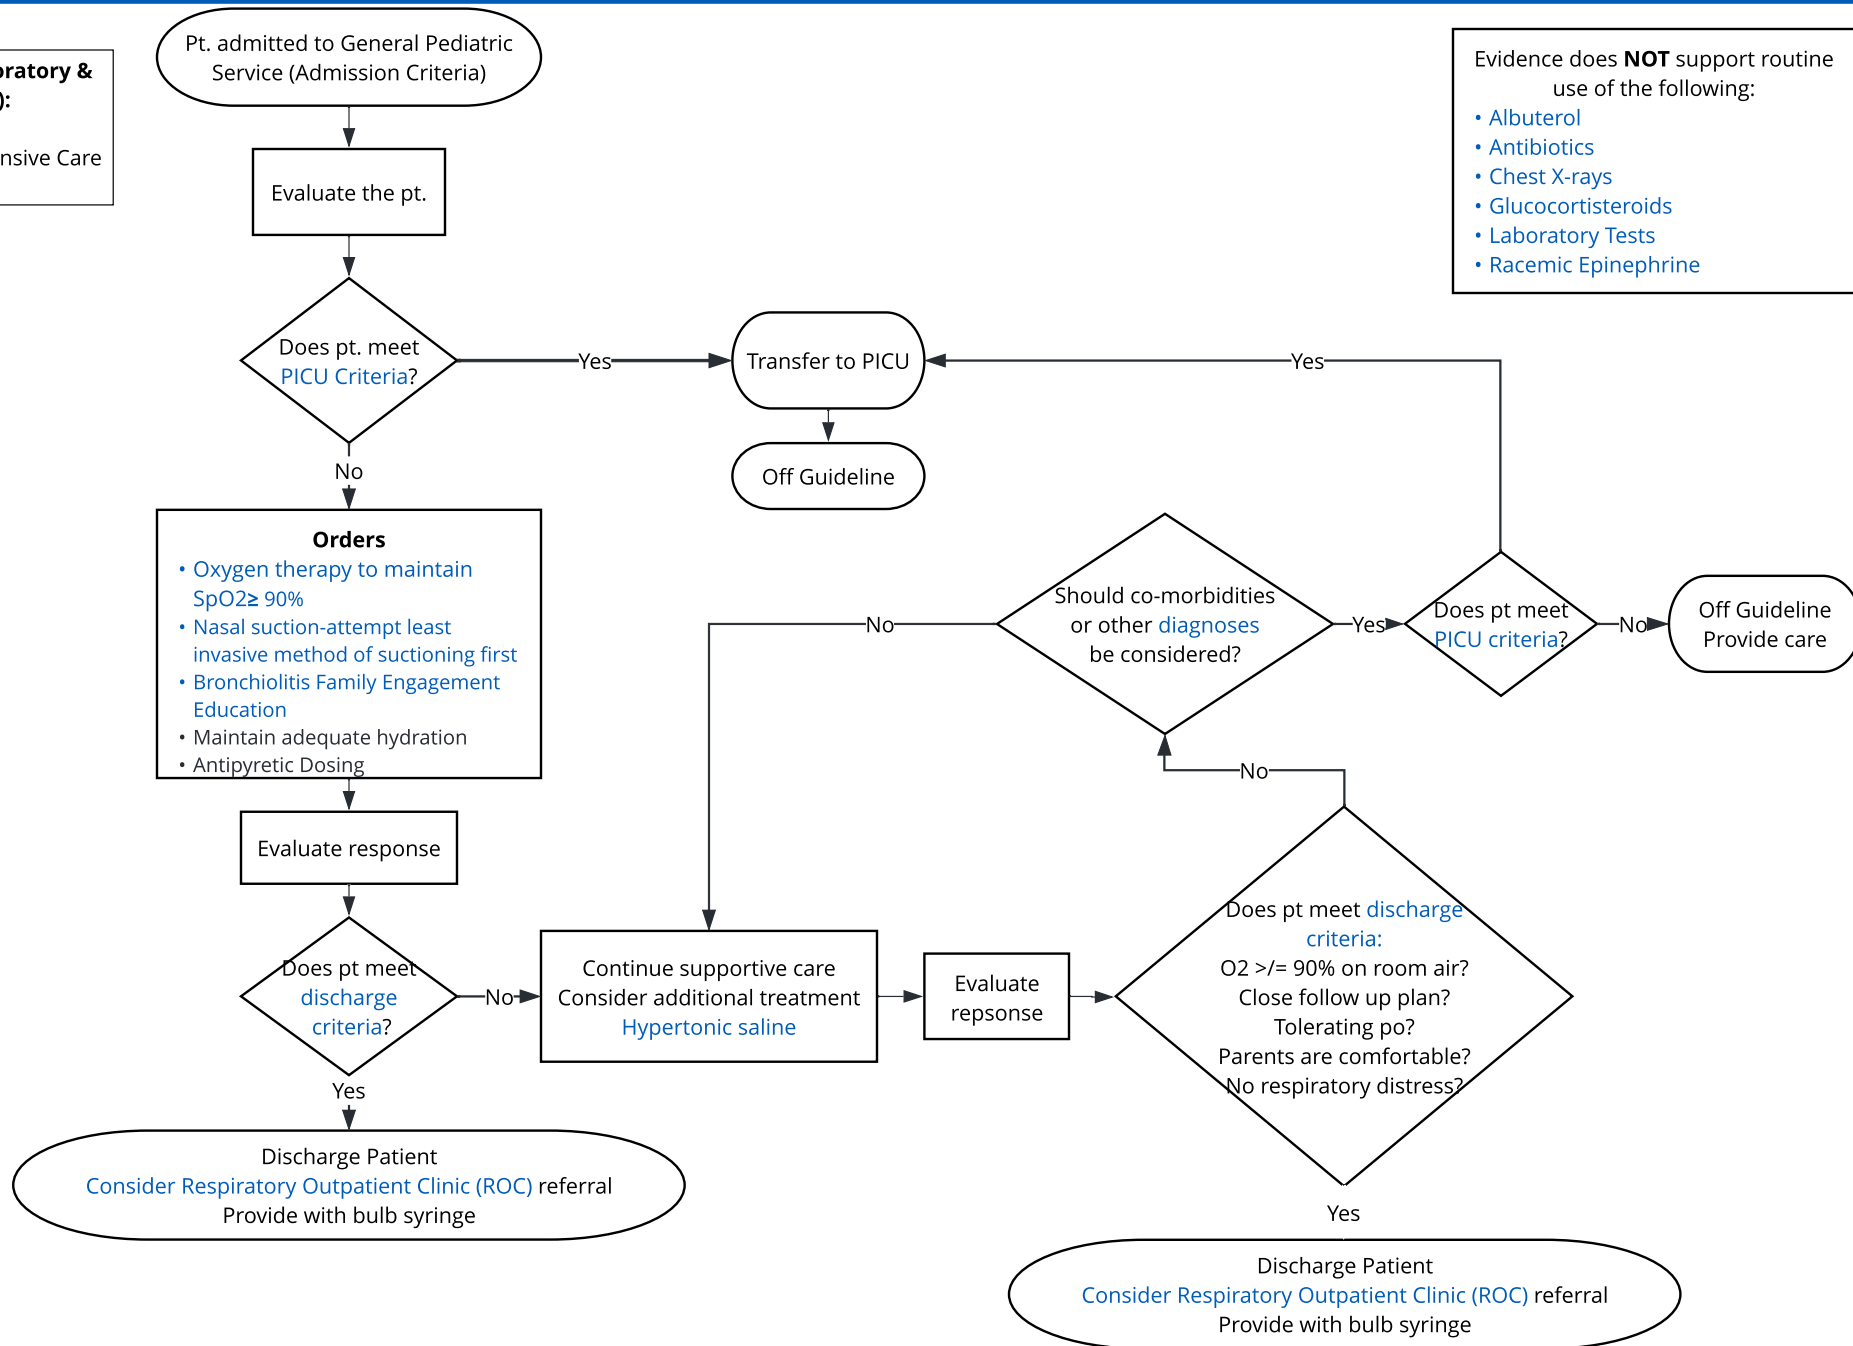 Pt. admitted to General Pediatric
Service (Admission Criteria)
oratory &
):
nsive Care
Evidence does NOT support routine
use of the following:
• Albuterol
• Antibiotics
• Chest X-rays
• Glucocortisteroids
• Laboratory Tests
• Racemic Epinephrine
Evaluate the pt.
Does pt. meet
PICU Criteria?
Yes
Transfer to PICU
Yes
Off Guideline
No
Orders
• Oxygen therapy to maintain
SpO2≥ 90%
• Nasal suction-attempt least
invasive method of suctioning first
• Bronchiolitis Family Engagement
Education
• Maintain adequate hydration
• Antipyretic Dosing
Should co-morbidities
or other diagnoses
be considered?
No
Yes
Does pt meet
PICU criteria?
No
Off Guideline
Provide care
No
Evaluate response
Does pt meet
discharge
criteria?
No
Continue supportive care
Consider additional treatment
Hypertonic saline
Evaluate
repsonse
Does pt meet discharge
criteria:
O2 >/= 90% on room air?
Close follow up plan?
Tolerating po?
Parents are comfortable?
No respiratory distress?
Yes
Discharge Patient
Consider Respiratory Outpatient Clinic (ROC) referral
Provide with bulb syringe
Yes
Discharge Patient
Consider Respiratory Outpatient Clinic (ROC) referral
Provide with bulb syringe